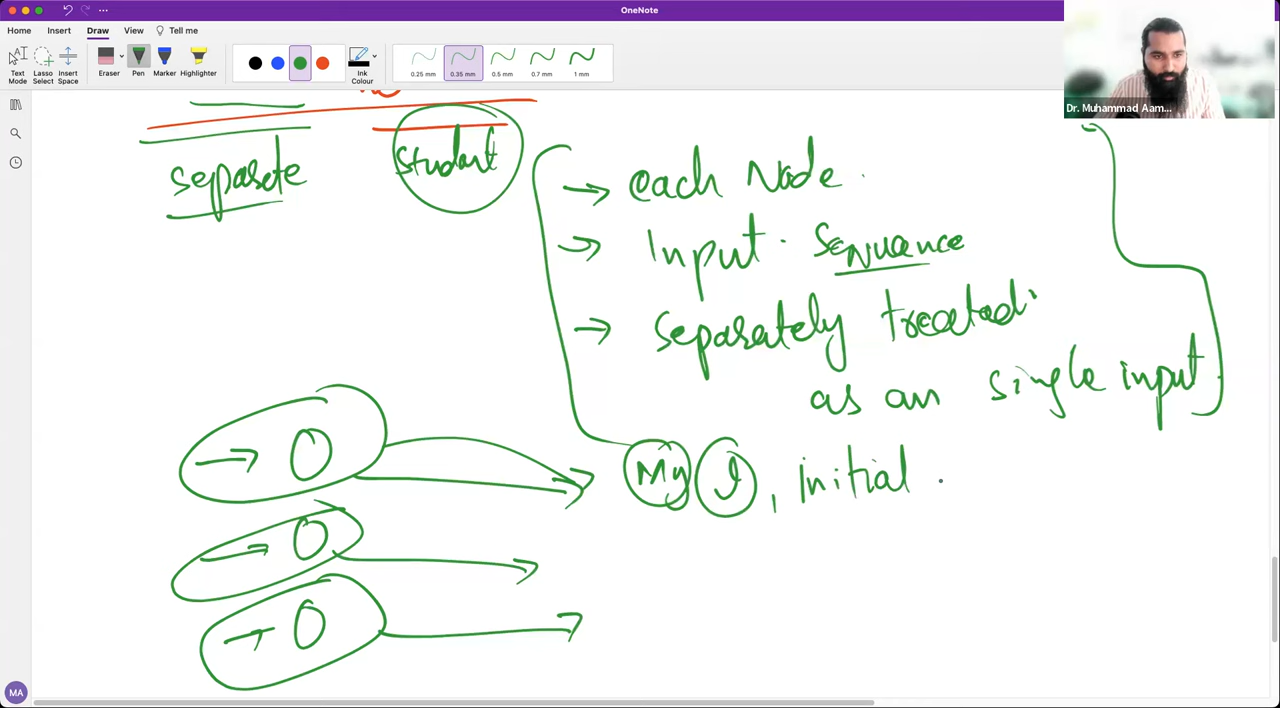 OneNote
Home Insert Draw View Tell me
Text Mode
Lasso Select
Insert Space
Eraser
Pen
Marker
Highlighter
Ink Colour
0.25 mm
0.35 mm
0.5 mm
0.7 mm
1 mm
Dr. Muhammad Aam...
separate
student
→ each Node.
→ Input. Sequance
→ separately treated.
as an single input
My I, initial.
→ O
→ O
→ O
MA